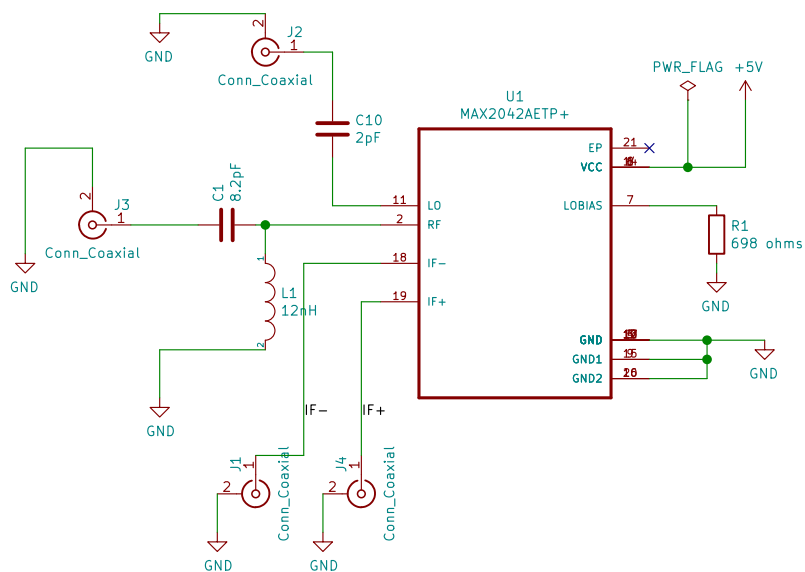 2
J2
GND
1
Conn_Coaxial
PWR_FLAG +5V
U1
MAX2042AETP+
C10
2pF
EP 21
VCC
C1
8.2pF
2
J3
1
Conn_Coaxial
GND
11 LO
2 RF
LOBIAS 7
R1
698 ohms
GND
1
L1
12nH
2
18 IF-
19 IF+
GND
GND1
GND2
GND
GND
IF-
IF+
J1
1
2
Conn_Coaxial
GND
J4
1
2
Conn_Coaxial
GND